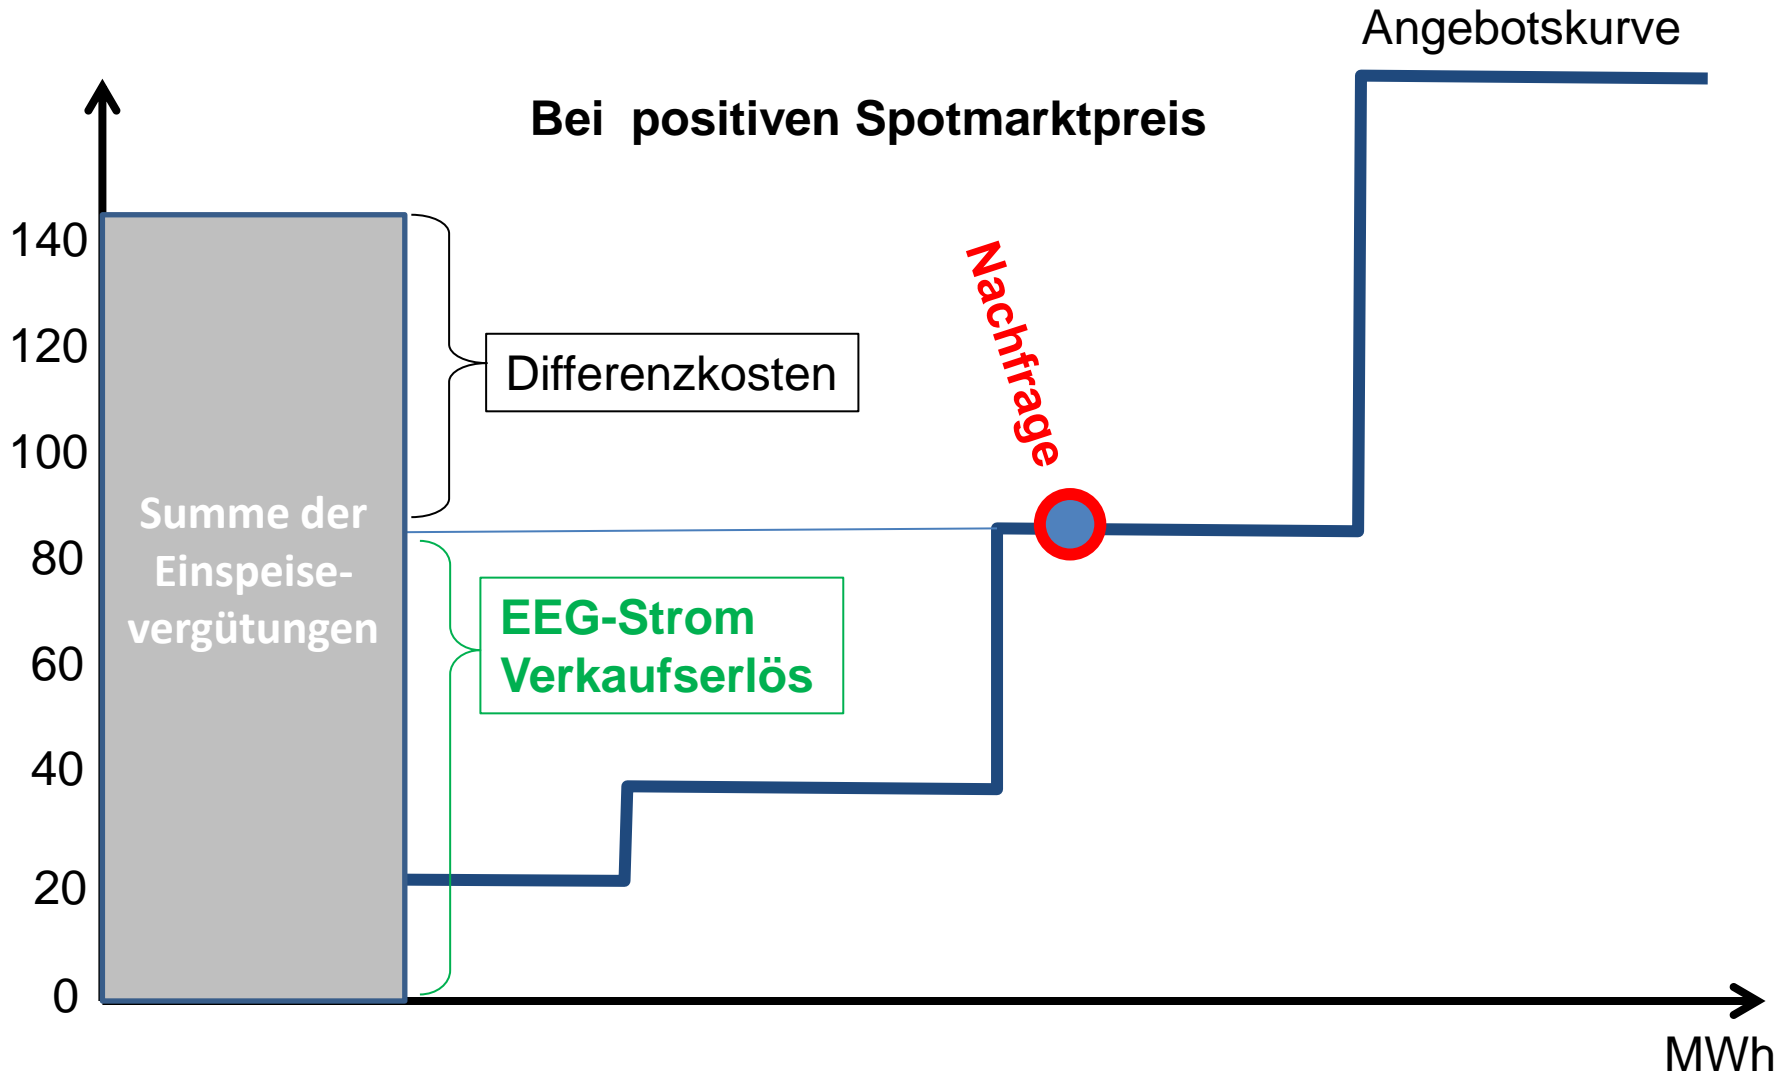 Angebotskurve
Bei  positiven Spotmarktpreis
140
120
100
80
60
40
20
0
Summe der
Einspeise-
vergütungen
Differenzkosten
EEG-Strom
Verkaufserlös
Nachfrage
MWh